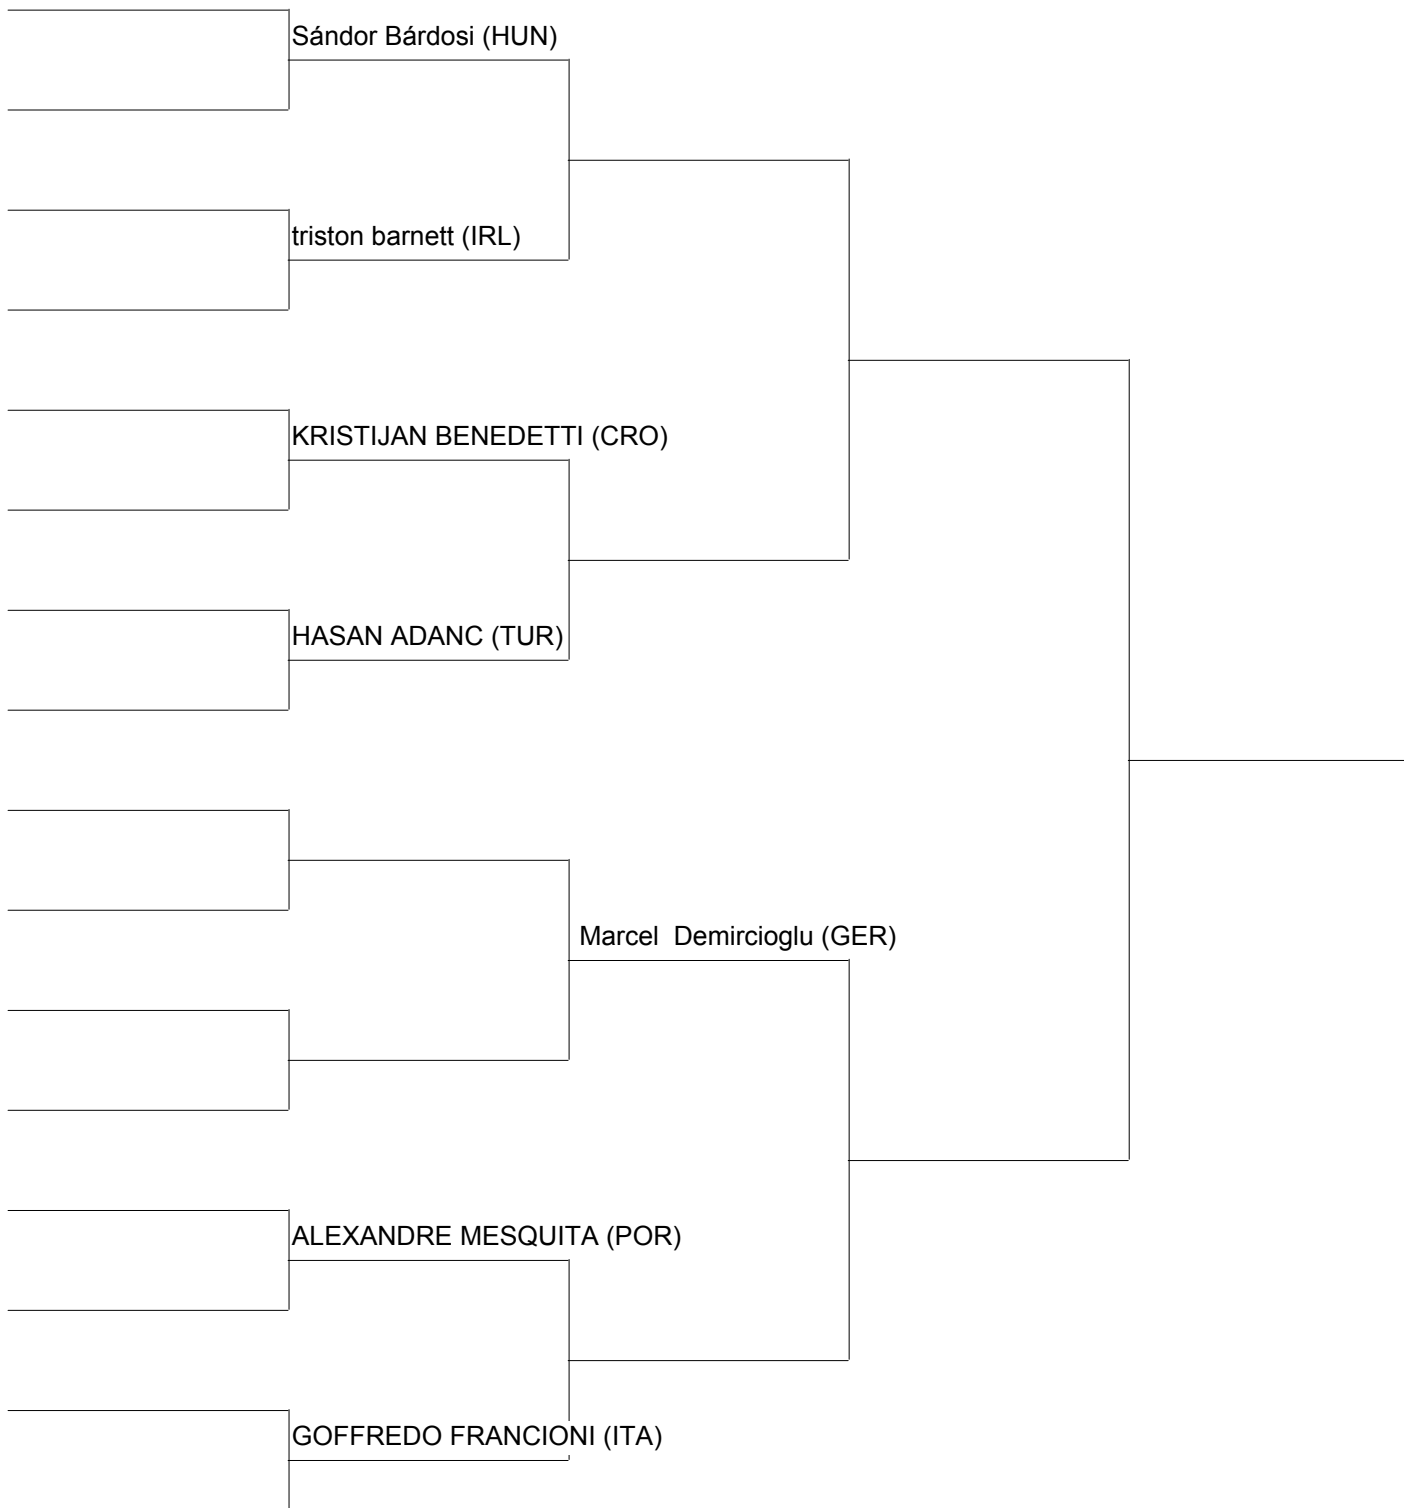 Sándor Bárdosi (HUN)
triston barnett (IRL)
KRISTIJAN BENEDETTI (CRO)
HASAN ADANC (TUR)
Marcel  Demircioglu (GER)
ALEXANDRE MESQUITA (POR)
GOFFREDO FRANCIONI (ITA)